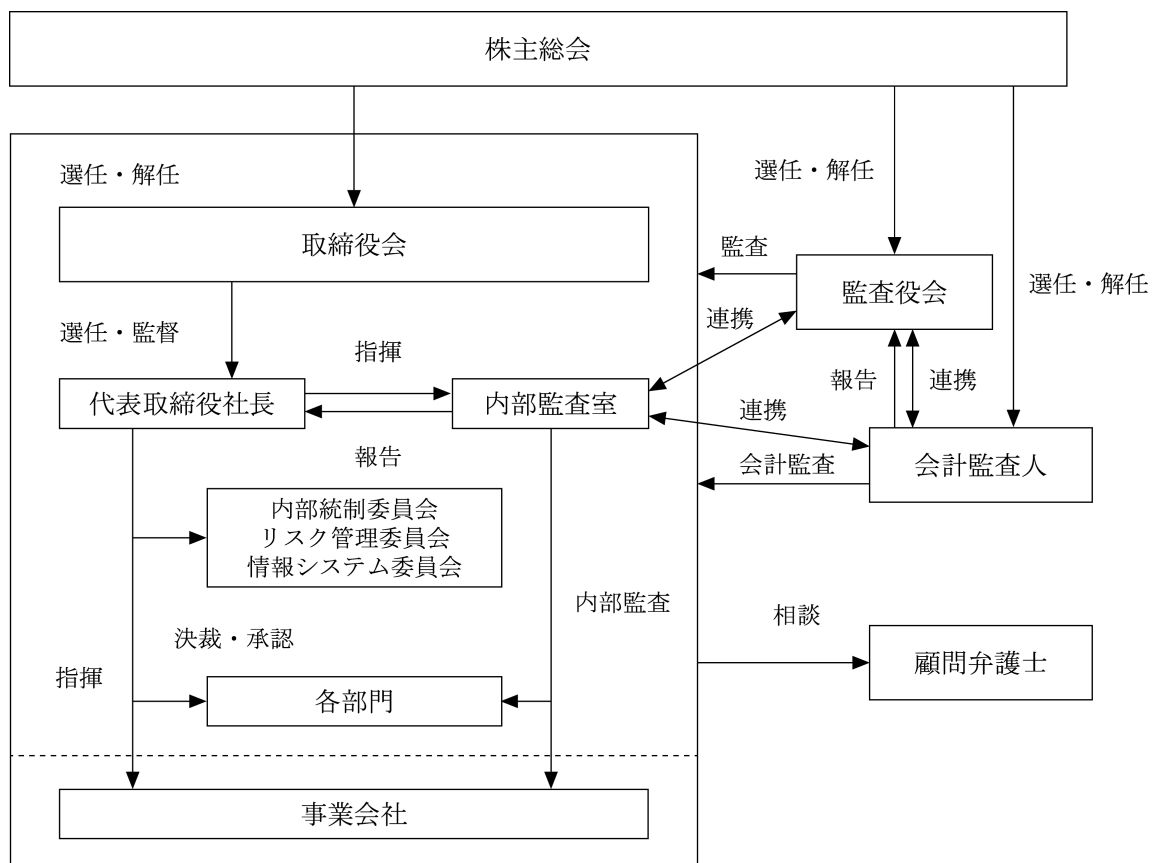 株主総会
選任・解任
選任・解任
取締役会
監査
監査役会
選任・解任
連携
選任・監督
指揮
報告
連携
代表取締役社長
内部監査室
連携
報告
会計監査
会計監査人
内部統制委員会
リスク管理委員会
情報システム委員会
内部監査
相談
決裁・承認
顧問弁護士
指揮
各部門
事業会社